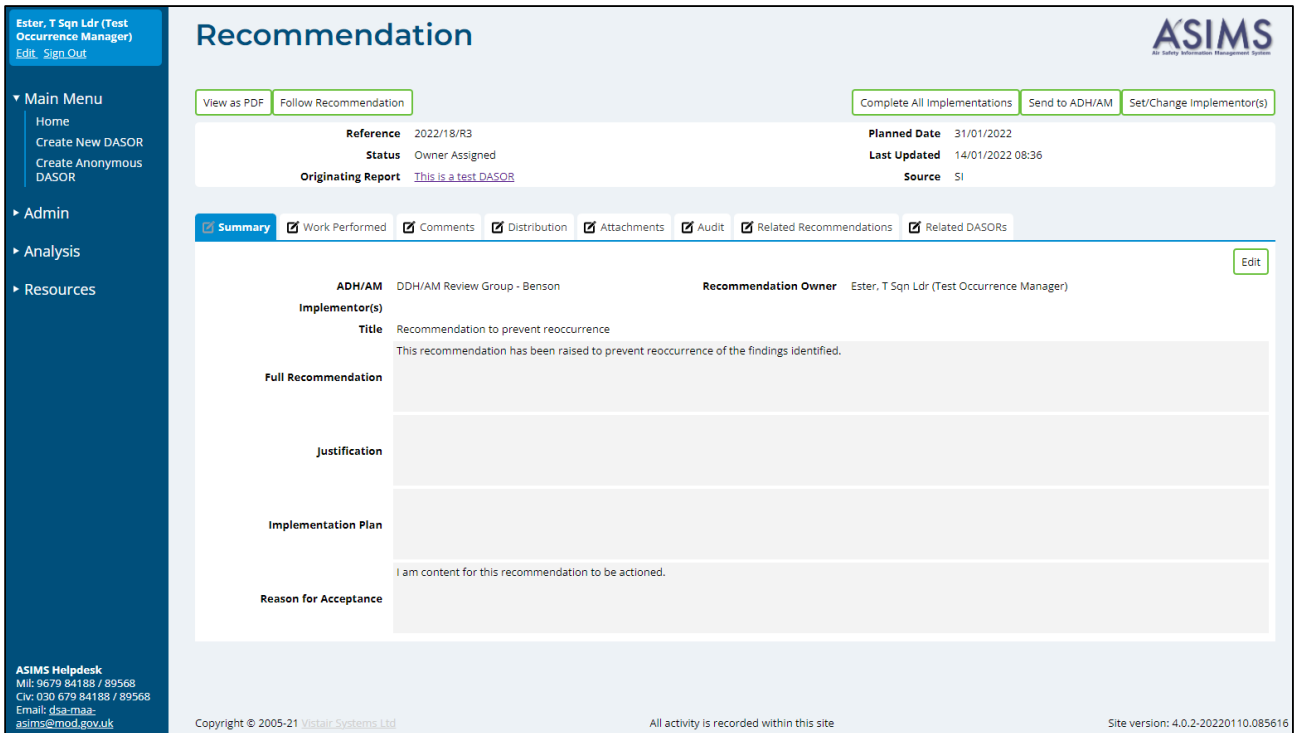 Ester, T Sqn Ldr (Test
Occurrence Manager)
Edit Sign Out
Main Menu
Home
Create New DASOR
Create Anonymous
DASOR
Admin
Analysis
Resources
ASIMS Helpdesk
Mil: 9679 84188 / 89568
Civ: 030 679 84188 / 89568
Email: dsa-maa-
asims@mod.gov.uk
Recommendation
ASIMS
Air Safety Information Management System
View as PDF Follow Recommendation Complete All Implementations Send to ADH/AM Set/Change Implementor(s)
Reference 2022/18/R3 Planned Date 31/01/2022
Status Owner Assigned Last Updated 14/01/2022 08:36
Originating Report This is a test DASOR Source SI
Summary Work Performed Comments Distribution Attachments Audit Related Recommendations Related DASORs
Edit
ADH/AM DDH/AM Review Group - Benson Recommendation Owner Ester, T Sqn Ldr (Test Occurrence Manager)
Implementor(s)
Title Recommendation to prevent reoccurrence
This recommendation has been raised to prevent reoccurrence of the findings identified.
Full Recommendation
Justification
Implementation Plan
I am content for this recommendation to be actioned.
Reason for Acceptance
Copyright © 2005-21 Vistair Systems Ltd All activity is recorded within this site Site version: 4.0.2-20220110.085616